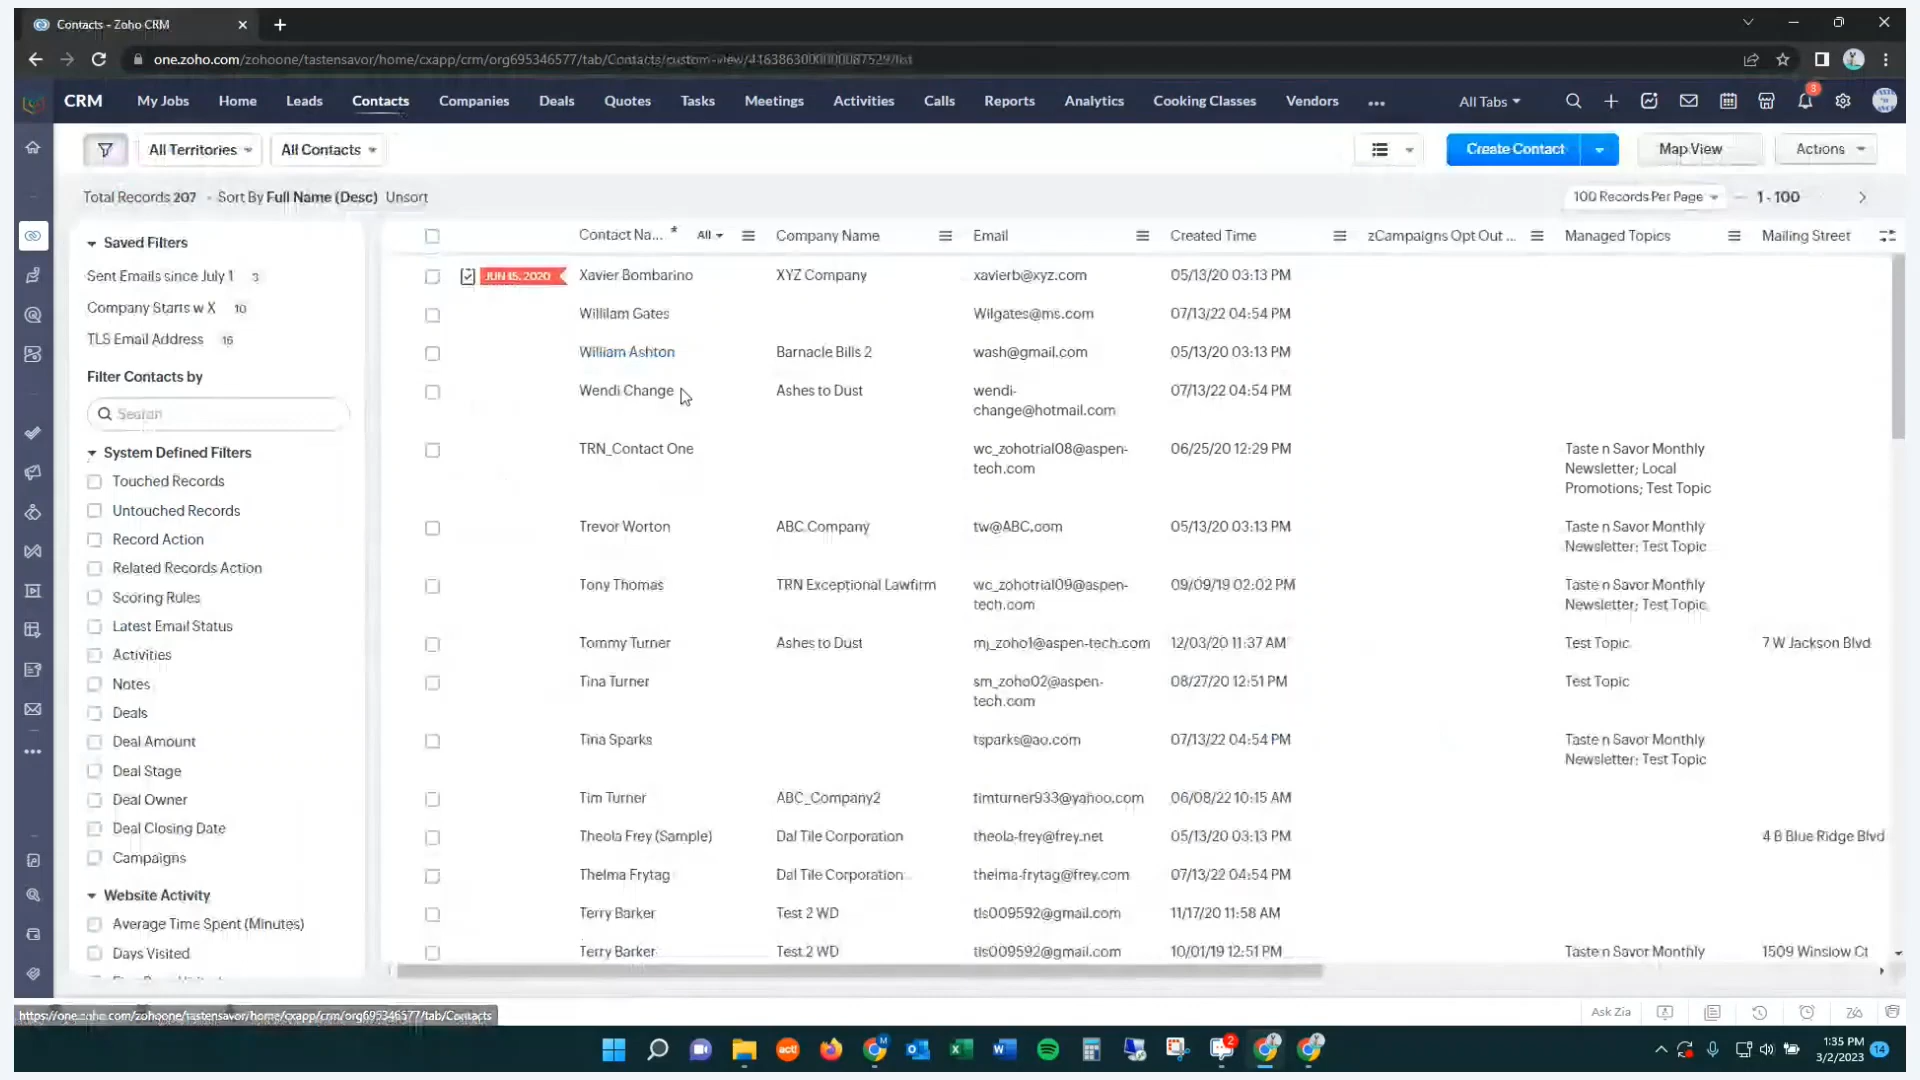 Contacts - Zoho CRM
one.zoho.com/zohoone/tastensavor/home/cxapp/crm/org695346577/tab/Contacts/custom-view/
CRM My Jobs Home Leads Contacts Companies Deals Quotes Tasks Meetings Activities Calls Reports Analytics Cooking Classes Vendors ... All Tabs 3
All Territories All Contacts Create Contact Map View Actions
Total Records 207 - Sort By Full Name (Desc) Unsort 100 Records Per Page 1 - 100
Saved Filters
Sent Emails since July 1 3
Company Starts w X 10
TLS Email Address 16
Filter Contacts by
Search
System Defined Filters
Touched Records
Untouched Records
Record Action
Related Records Action
Scoring Rules
Latest Email Status
Activities
Notes
Deals
Deal Amount
Deal Stage
Deal Owner
Deal Closing Date
Campaigns
Website Activity
Average Time Spent (Minutes)
Days Visited
Contact Na... All Company Name Email Created Time zCampaigns Opt Out ... Managed Topics Mailing Street
JUN 15, 2020 Xavier Bombarino XYZ Company xavierb@xyz.com 05/13/20 03:13 PM
Willilam Gates Wilgates@ms.com 07/13/22 04:54 PM
William Ashton Barnacle Bills 2 wash@gmail.com 05/13/20 03:13 PM
Wendi Change Ashes to Dust wendi-
change@hotmail.com 07/13/22 04:54 PM
TRN_Contact One wc_zohotrial08@aspen-
tech.com 06/25/20 12:29 PM Taste n Savor Monthly
Newsletter; Local
Promotions; Test Topic
Trevor Worton ABC Company tw@ABC.com 05/13/20 03:13 PM Taste n Savor Monthly
Newsletter; Test Topic
Tony Thomas TRN Exceptional Lawfirm wc_zohotrial09@aspen-
tech.com 09/09/19 02:02 PM Taste n Savor Monthly
Newsletter; Test Topic
Tommy Turner Ashes to Dust mj_zoho1@aspen-tech.com 12/03/20 11:37 AM Test Topic 7 W Jackson Blvd
Tina Turner sm_zoho02@aspen-
tech.com 08/27/20 12:51 PM Test Topic
Tina Sparks tsparks@ao.com 07/13/22 04:54 PM Taste n Savor Monthly
Newsletter; Test Topic
Tim Turner ABC_Company2 timturner933@yahoo.com 06/08/22 10:15 AM
Theola Frey (Sample) Dal Tile Corporation theola-frey@frey.net 05/13/20 03:13 PM 4 B Blue Ridge Blvd
Thelma Frytag Dal Tile Corporation thelma-frytag@frey.com 07/13/22 04:54 PM
Terry Barker Test 2 WD tls009592@gmail.com 11/17/20 11:58 AM
Terry Barker Test 2 WD tls009592@gmail.com 10/01/19 12:51 PM Taste n Savor Monthly 1509 Winslow Ct
https://one.zoho.com/zohoone/tastensavor/home/cxapp/crm/org695346577/tab/Contacts
Ask Zia
act! M 2
1:35 PM
3/2/2023 14